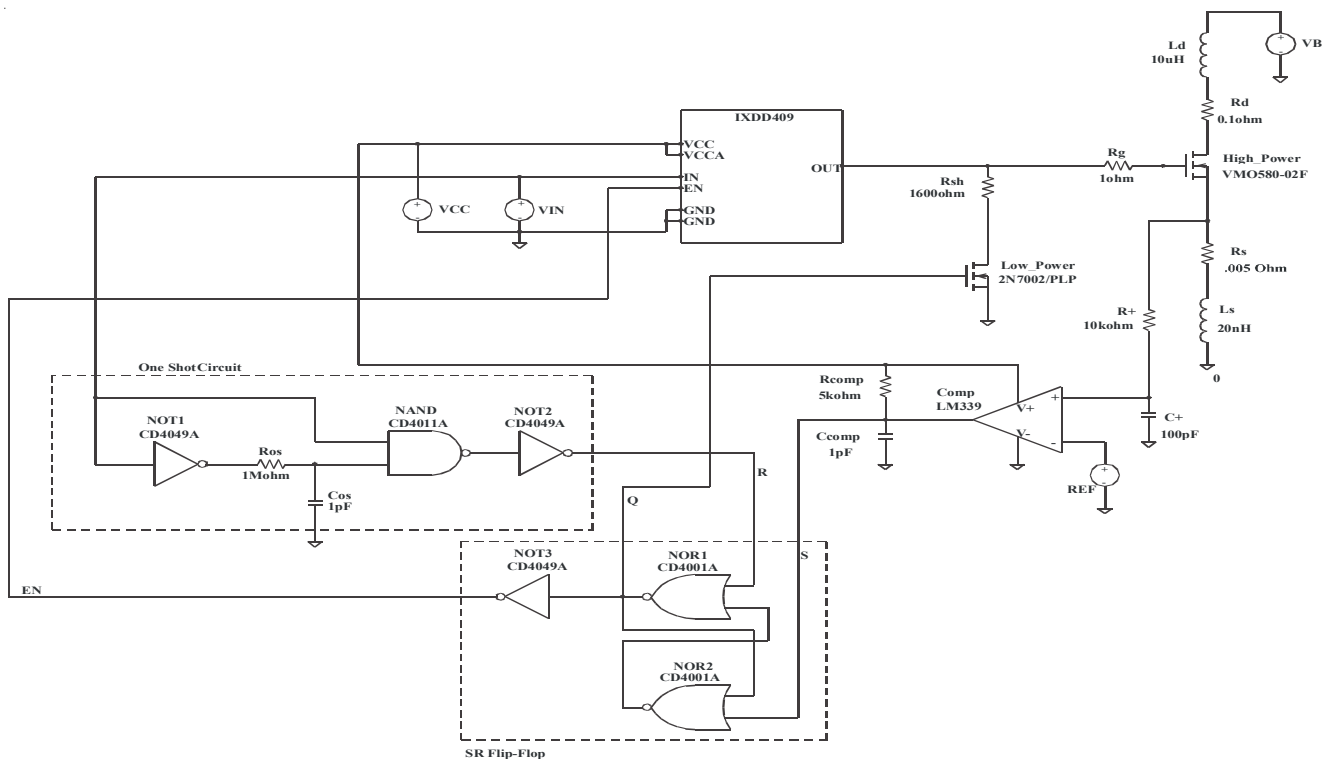 Ld
10uH
+
-
VB
Rd
0.1ohm
IXDD409
VCC
VCCA
IN
EN
GND
GND
OUT
Rg
1ohm
High_Power
VMO580-02F
Rsh
1600ohm
+
-
VCC
+
-
VIN
Rs
.005 Ohm
Low_Power
2N7002/PLP
R+
10kohm
Ls
20nH
0
One ShotCircuit
Rcomp
5kohm
Comp
LM339
V+
V-
+
-
C+
100pF
NOT1
CD4049A
NAND
CD4011A
NOT2
CD4049A
Ccomp
1pF
Ros
1Mohm
R
+
-
REF
Cos
1pF
Q
NOT3
CD4049A
NOR1
CD4001A
S
EN
NOR2
CD4001A
SR Flip-Flop